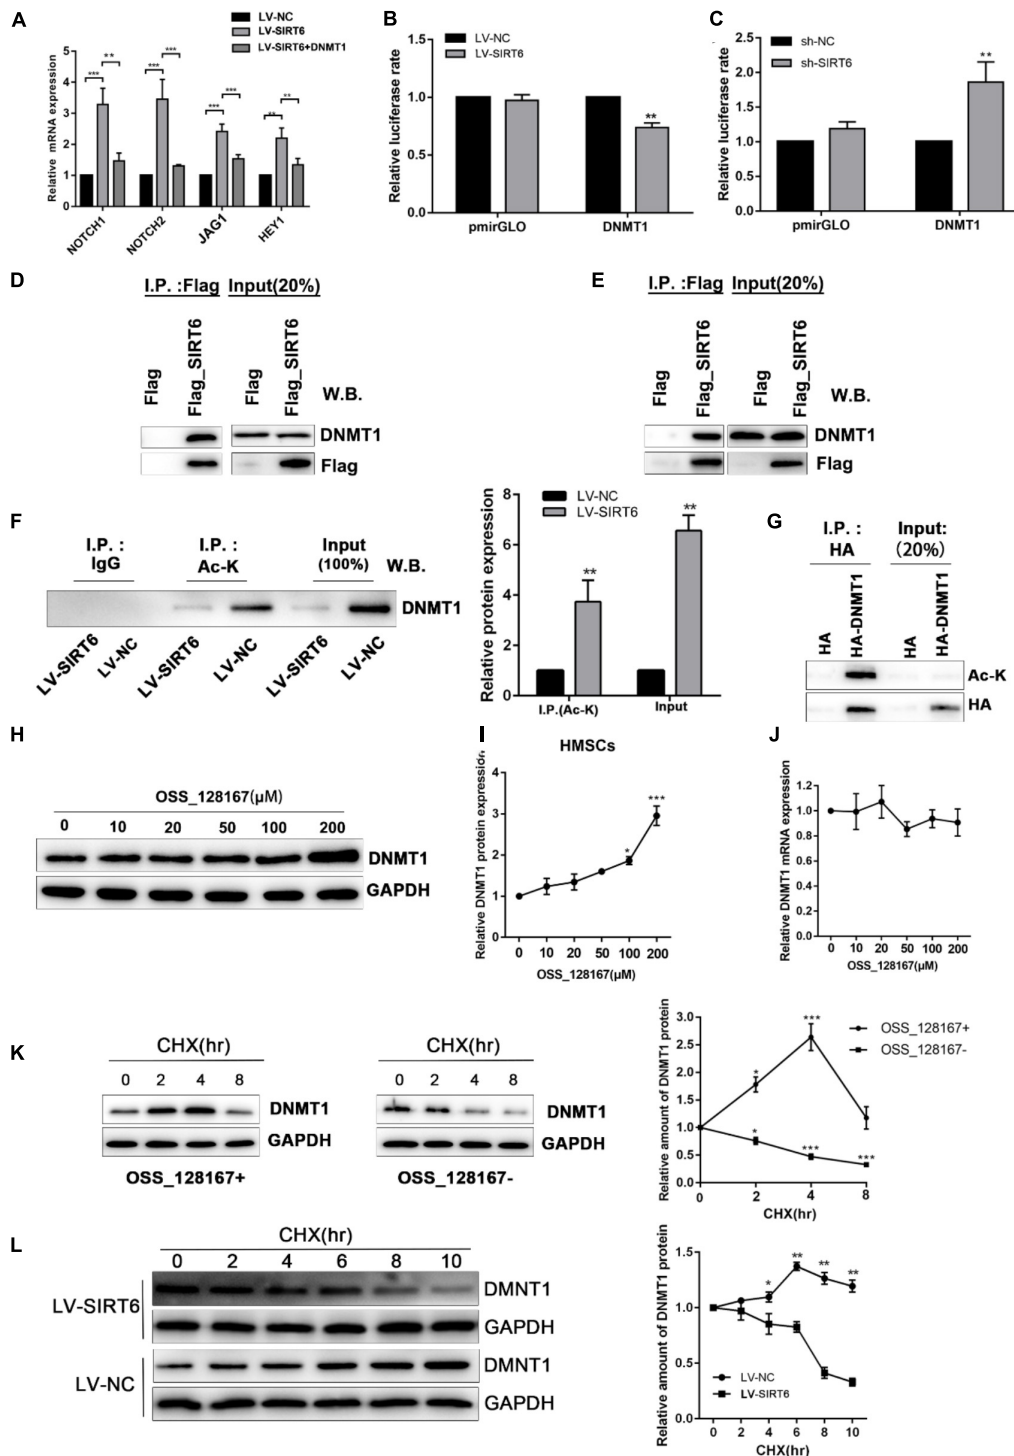 A
LV-NC
LV-SIRT6
LV-SIRT6+DNMT1
Relative mRNA expression
5
4
3
2
1
0
*** **
*** ***
*** ***
** **
NOTCH1
NOTCH2
JAG1
HEY1
B
LV-NC
LV-SIRT6
Relative luciferase rate
1.5
1.0
0.5
0.0
**
pmirGLO
DNMT1
C
sh-NC
sh-SIRT6
Relative luciferase rate
2.5
2.0
1.5
1.0
0.5
0.0
**
pmirGLO
DNMT1
D
I.P. :Flag Input(20%)
Flag
Flag_SIRT6
Flag
Flag_SIRT6
W.B.
DNMT1
Flag
E
I.P. :Flag Input(20%)
Flag
Flag_SIRT6
Flag
Flag_SIRT6
W.B.
DNMT1
Flag
F
I.P. :
IgG
I.P. :
Ac-K
Input
(100%)
W.B.
DNMT1
LV-SIRT6
LV-NC
LV-SIRT6
LV-NC
LV-SIRT6
LV-NC
LV-NC
LV-SIRT6
Relative protein expression
8
6
4
2
0
**
**
I.P.(Ac-K)
Input
G
I.P. :
HA
Input:
(20%)
HA
HA-DNMT1
HA
HA-DNMT1
Ac-K
HA
H
OSS_128167(μM)
0 10 20 50 100 200
DNMT1
GAPDH
I
HMSCs
Relative DNMT1 protein expression
4
3
2
1
*
***
0 10 20 50 100 200
OSS_128167(μM)
J
Relative DNMT1 mRNA expression
1.2
1.0
0.8
0.6
0.4
0.2
0.0
0 10 20 50 100 200
OSS_128167(μM)
K
CHX(hr)
0 2 4 8
DNMT1
GAPDH
OSS_128167+
CHX(hr)
0 2 4 8
DNMT1
GAPDH
OSS_128167-
Relative amount of DNMT1 protein
3.0
2.5
2.0
1.5
1.0
0.5
0.0
*
***
*
***
***
OSS_128167+
OSS_128167-
0 2 4 8
CHX(hr)
L
CHX(hr)
0 2 4 6 8 10
LV-SIRT6
DMNT1
GAPDH
LV-NC
DMNT1
GAPDH
Relative amount of DNMT1 protein
1.5
1.0
0.5
0.0
*
**
**
**
LV-NC
LV-SIRT6
0 2 4 6 8 10
CHX(hr)